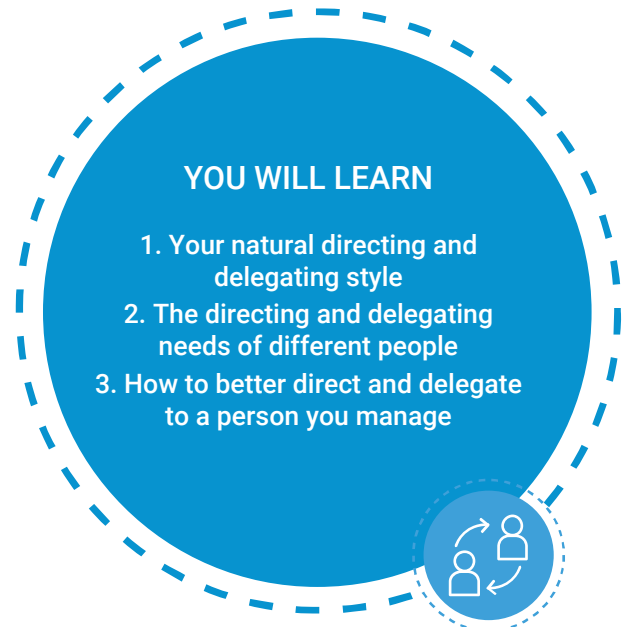 YOU WILL LEARN
1. Your natural directing and
delegating style
2. The directing and delegating
needs of different people
3. How to better direct and delegate
to a person you manage